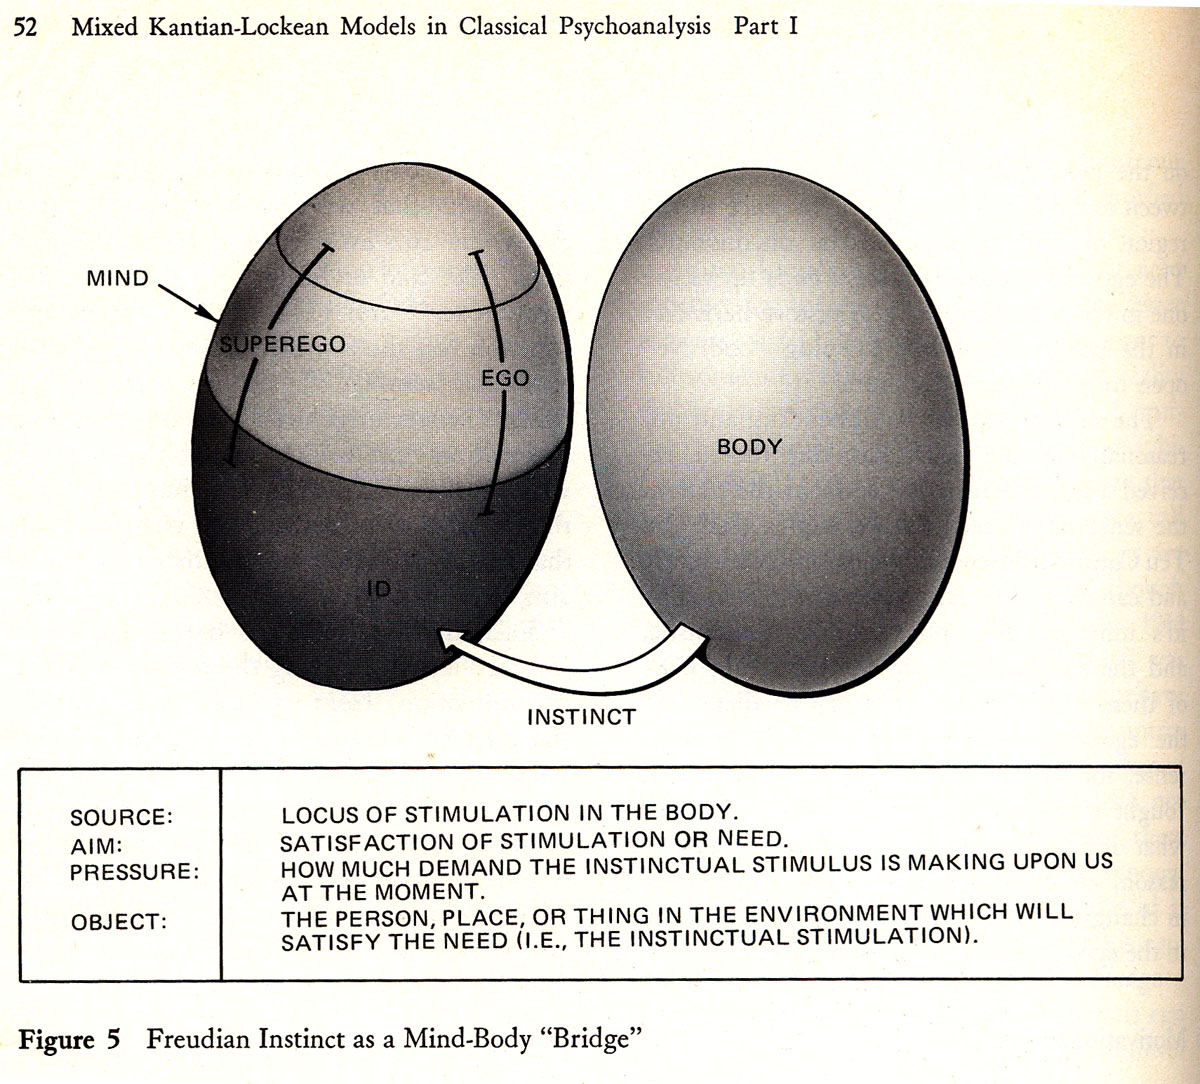 52 Mixed Kantian-Lockean Models in Classical Psychoanalysis Part I
MIND
SUPEREGO
EGO
BODY
ID
INSTINCT
SOURCE: LOCUS OF STIMULATION IN THE BODY.
AIM: SATISFACTION OF STIMULATION OR NEED.
PRESSURE: HOW MUCH DEMAND THE INSTINCTUAL STIMULUS IS MAKING UPON US
AT THE MOMENT.
OBJECT: THE PERSON, PLACE, OR THING IN THE ENVIRONMENT WHICH WILL
SATISFY THE NEED (I.E., THE INSTINCTUAL STIMULATION).
Figure 5 Freudian Instinct as a Mind-Body “Bridge”